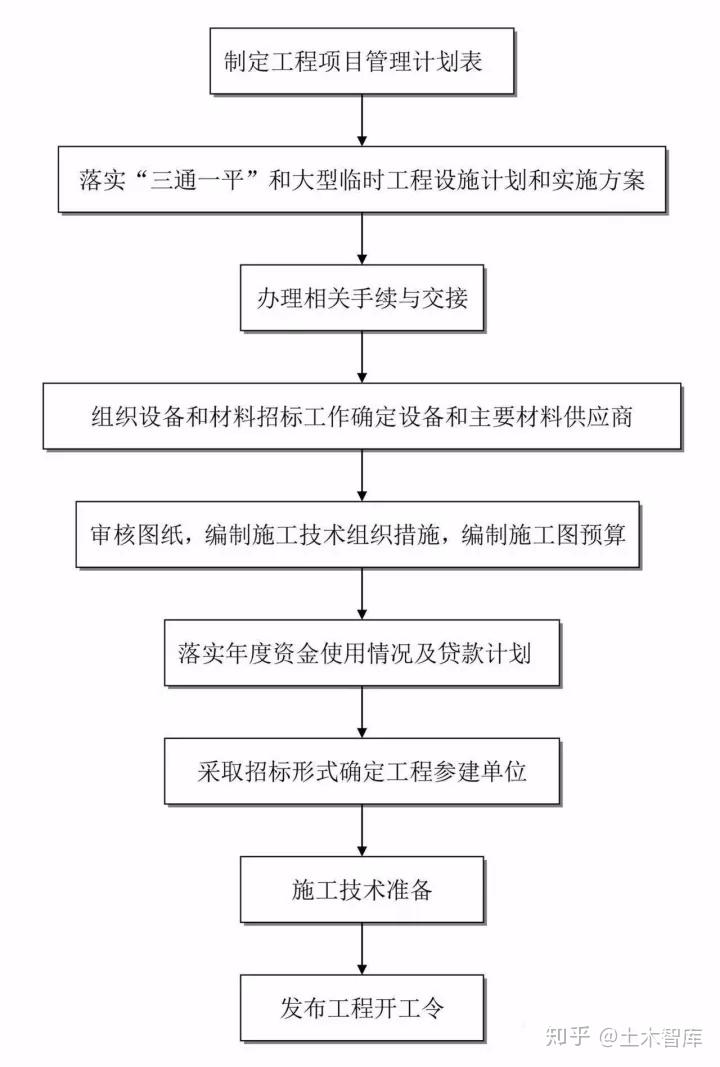 制定工程项目管理计划表
落实“三通一平”和大型临时工程设施计划和实施方案
办理相关手续与交接
组织设备和材料招标工作确定设备和主要材料供应商
审核图纸，编制施工技术组织措施，编制施工图预算
落实年度资金使用情况及贷款计划
采取招标形式确定工程参建单位
施工技术准备
发布工程开工令
知乎 @土木智库